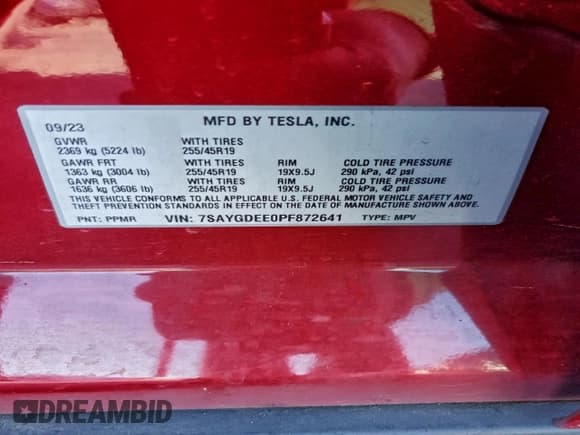 09/23 MFD BY TESLA, INC.
GVWR WITH TIRES
2369 kg (5224 lb) 255/45R19
GAWR FRT WITH TIRES RIM COLD TIRE PRESSURE
1363 kg (3004 lb) 255/45R19 19X9.5J 290 kPa, 42 psi
GAWR RR WITH TIRES RIM COLD TIRE PRESSURE
1636 kg (3606 lb) 255/45R19 19X9.5J 290 kPa, 42 psi
THIS VEHICLE CONFORMS TO ALL APPLICABLE FEDERAL MOTOR VEHICLE SAFETY AND
THEFT PREVENTION STANDARDS IN EFFECT ON THE DATE OF MANUFACTURE SHOWN ABOVE.
PNT: PPMR VIN: 7SAYGDEE0PF872641 TYPE: MPV
DREAMBID